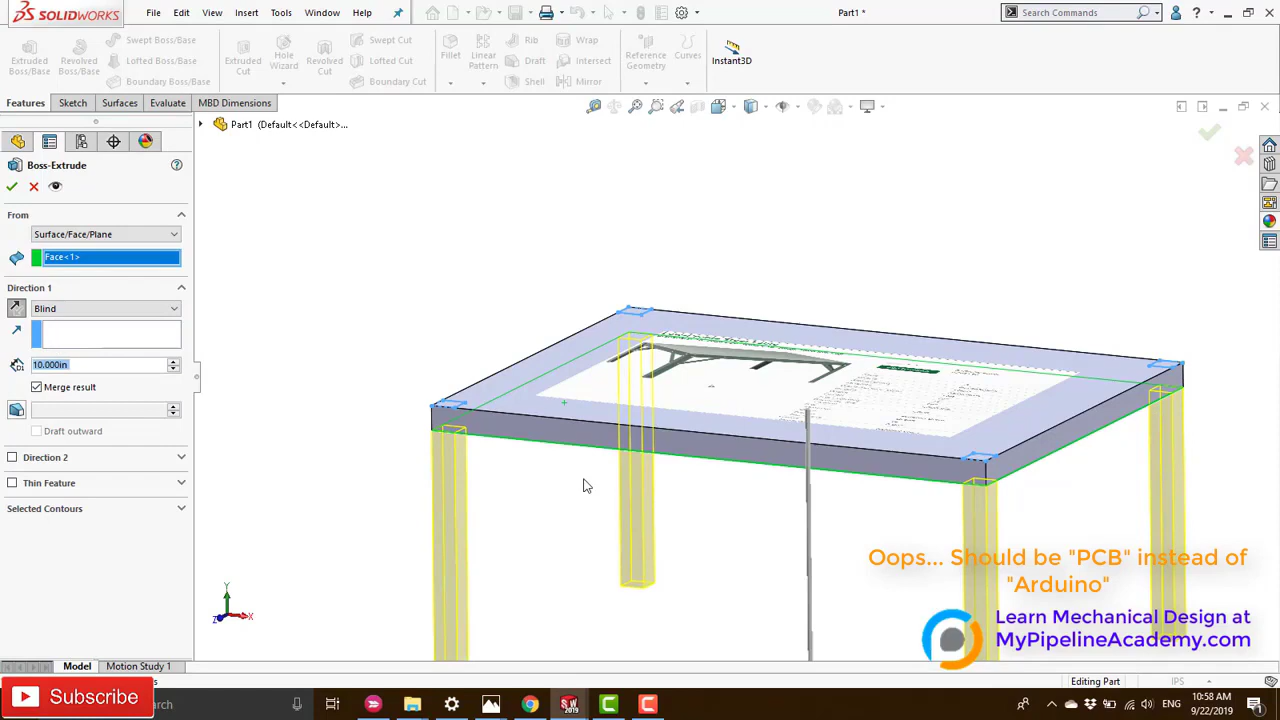 SOLIDWORKS
File
Edit
View
Insert
Tools
Window
Help
Part1 *
Search Commands
Extruded Boss/Base
Revolved Boss/Base
Swept Boss/Base
Lofted Boss/Base
Boundary Boss/Base
Extruded Cut
Hole Wizard
Revolved Cut
Swept Cut
Lofted Cut
Boundary Cut
Fillet
Linear Pattern
Rib
Draft
Shell
Wrap
Intersect
Mirror
Reference Geometry
Curves
Instant3D
Features
Sketch
Surfaces
Evaluate
MBD Dimensions
Part1 (Default<<Default>...
Boss-Extrude
From
Surface/Face/Plane
Face<1>
Direction 1
Blind
D1
10.000in
Merge result
Draft outward
Direction 2
Thin Feature
Selected Contours
Y
X
Z
Oops... Should be "PCB" instead of
"Arduino"
Learn Mechanical Design at
MyPipelineAcademy.com
Model
Motion Study 1
Editing Part
IPS
Subscribe
search
SW
2019
C
C
ENG
10:58 AM
9/22/2019